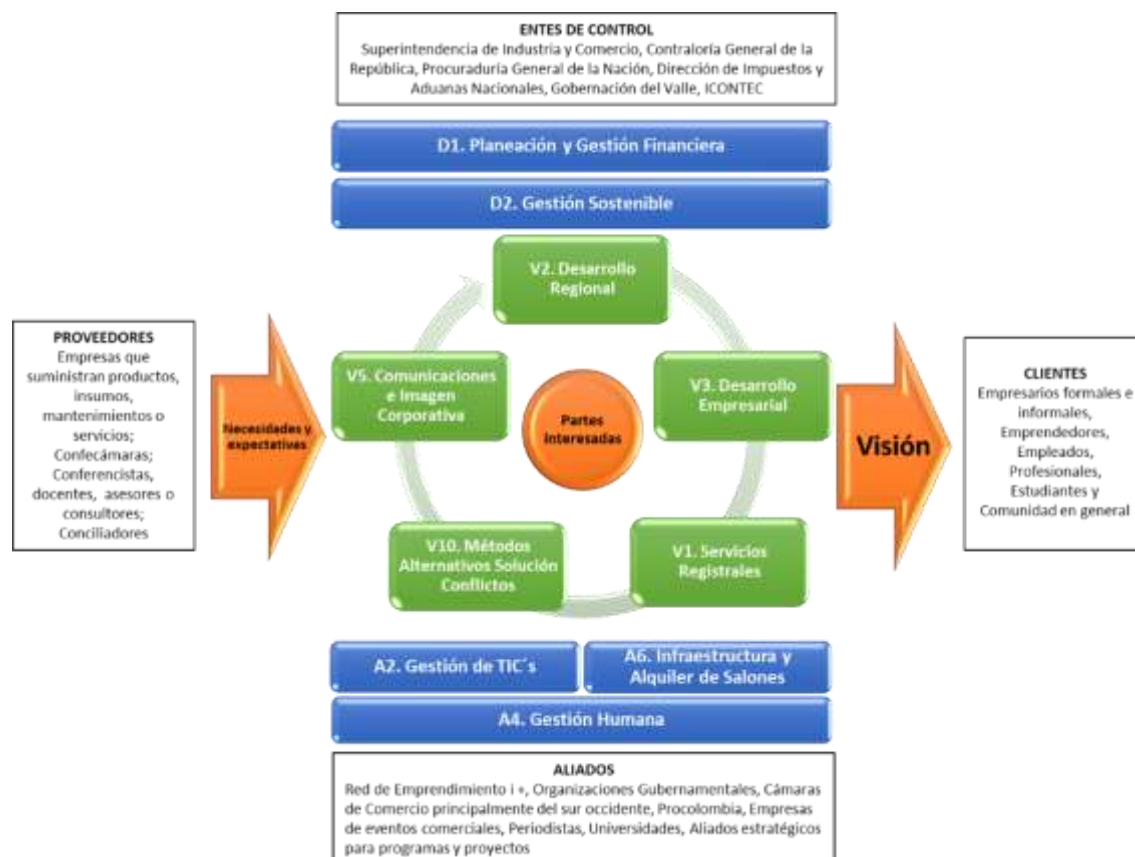 ENTES DE CONTROL
Superintendencia de Industria y Comercio, Contraloría General de la
República, Procuraduría General de la Nación, Dirección de Impuestos y
Aduanas Nacionales, Gobernación del Valle, ICONTEC
D1. Planeación y Gestión Financiera
D2. Gestión Sostenible
V2. Desarrollo
Regional
PROVEEDORES
Empresas que
suministran productos,
insumos,
mantenimientos o
servicios;
Confecámaras;
Conferencistas,
docentes, asesores o
consultores;
Conciliadores
Necesidades y
expectativas
V5. Comunicaciones
e Imagen
Corporativa
Partes
Interesadas
V3. Desarrollo
Empresarial
Visión
CLIENTES
Empresarios formales e
informales,
Emprendedores,
Empleados,
Profesionales,
Estudiantes y
Comunidad en general
V10. Métodos
Alternativos Solución
Conflictos
V1. Servicios
Registrales
A2. Gestión de TIC´s
A6. Infraestructura y
Alquiler de Salones
A4. Gestión Humana
ALIADOS
Red de Emprendimiento i +, Organizaciones Gubernamentales, Cámaras
de Comercio principalmente del sur occidente, Procolombia, Empresas
de eventos comerciales, Periodistas, Universidades, Aliados estratégicos
para programas y proyectos